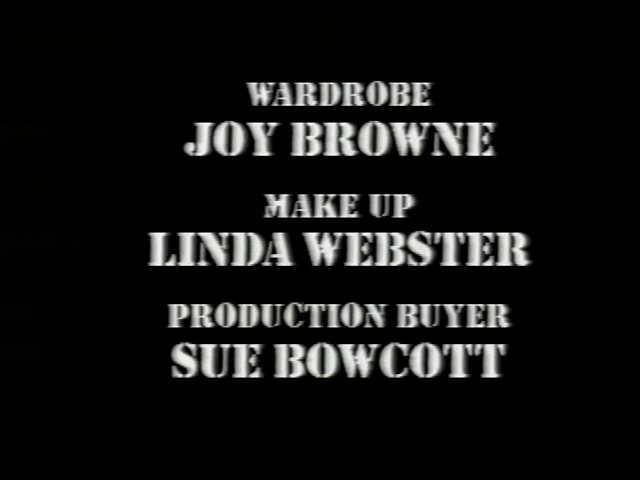 WARDROBE
JOY BROWNE
MAKE UP
LINDA WEBSTER
PRODUCTION BUYER
SUE BOWCOTT